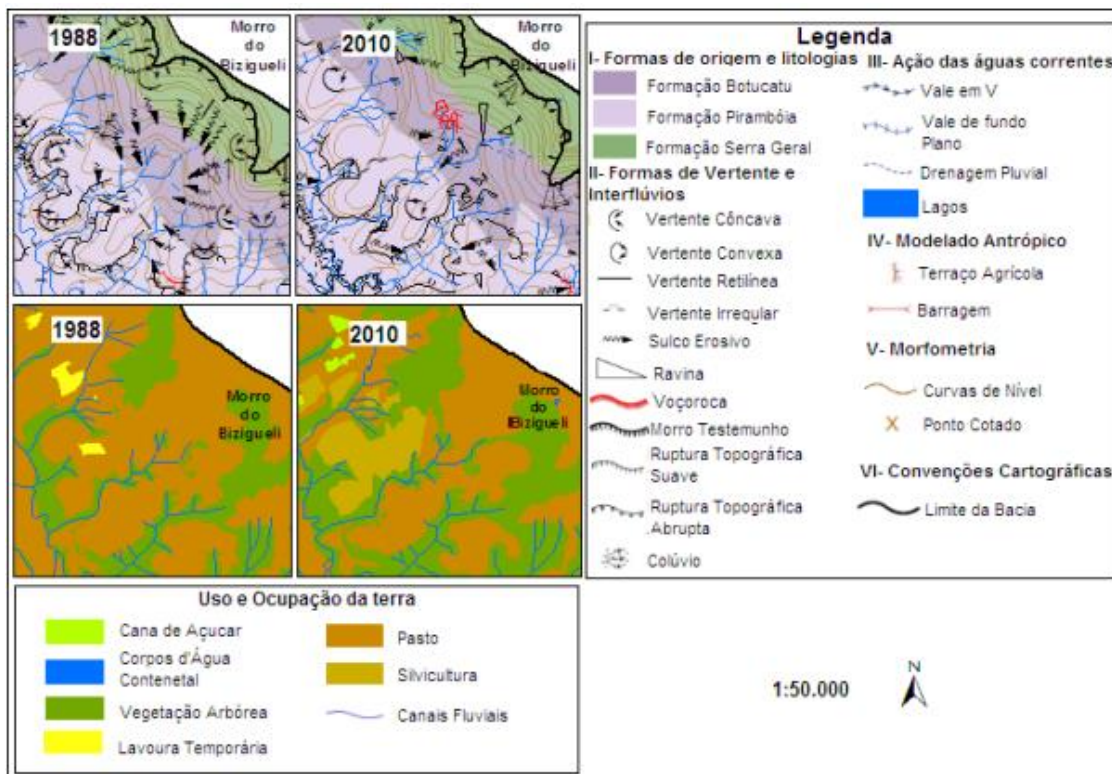 1988
Morro
do
Bizigueli
2010
Morro
do
Bizigueli
1988
Morro
do
Bizigueli
2010
Morro
do
Bizigueli
Legenda
I- Formas de origem e litologias
Formação Botucatu
Formação Pirambóia
Formação Serra Geral
II- Formas de Vertente e
Interflúvios
Vertente Côncava
Vertente Convexa
Vertente Retilínea
Vertente Irregular
Sulco Erosivo
Ravina
Voçoroca
Morro Testemunho
Ruptura Topográfica
Suave
Ruptura Topográfica
Abrupta
Colúvio
III- Ação das águas correntes
Vale em V
Vale de fundo
Plano
Drenagem Pluvial
Lagos
IV- Modelado Antrópico
Terraço Agrícola
Barragem
V- Morfometria
Curvas de Nível
Ponto Cotado
VI- Convenções Cartográficas
Limite da Bacia
Uso e Ocupação da terra
Cana de Açucar
Corpos d'Água
Contenetal
Vegetação Arbórea
Lavoura Temporária
Pasto
Silvicultura
Canais Fluviais
1:50.000
N